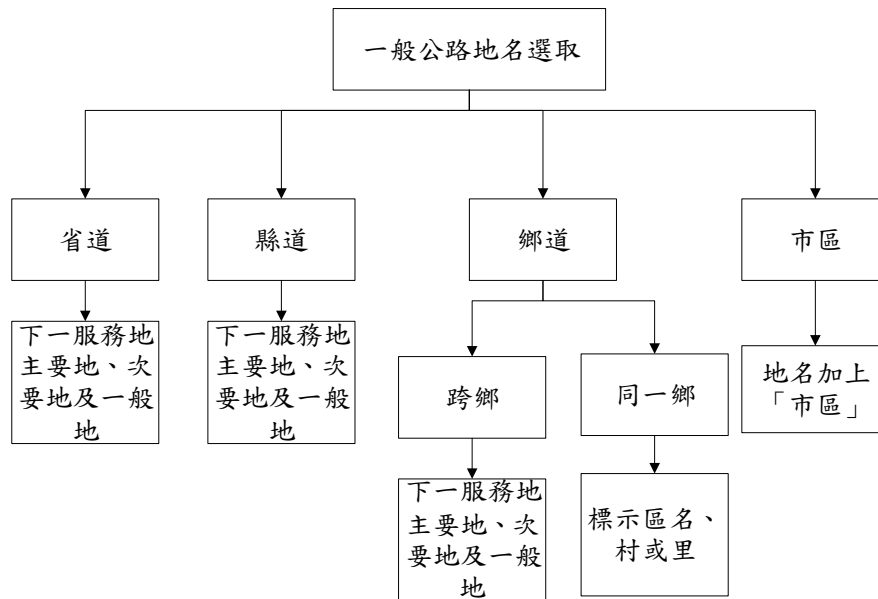 一般公路地名選取
省道
縣道
鄉道
市區
下一服務地
主要地、次
要地及一般
地
下一服務地
主要地、次
要地及一般
地
跨鄉
同一鄉
地名加上
「市區」
下一服務地
主要地、次
要地及一般
地
標示區名、
村或里